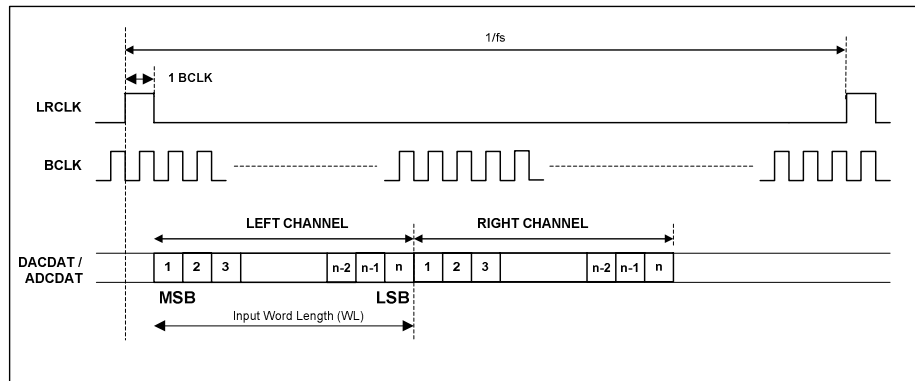 1/fs
1 BCLK
LRCLK
BCLK
LEFT CHANNEL
RIGHT CHANNEL
DACDAT /
ADCDAT
1 2 3 n-2 n-1 n 1 2 3 n-2 n-1 n
MSB LSB
Input Word Length (WL)